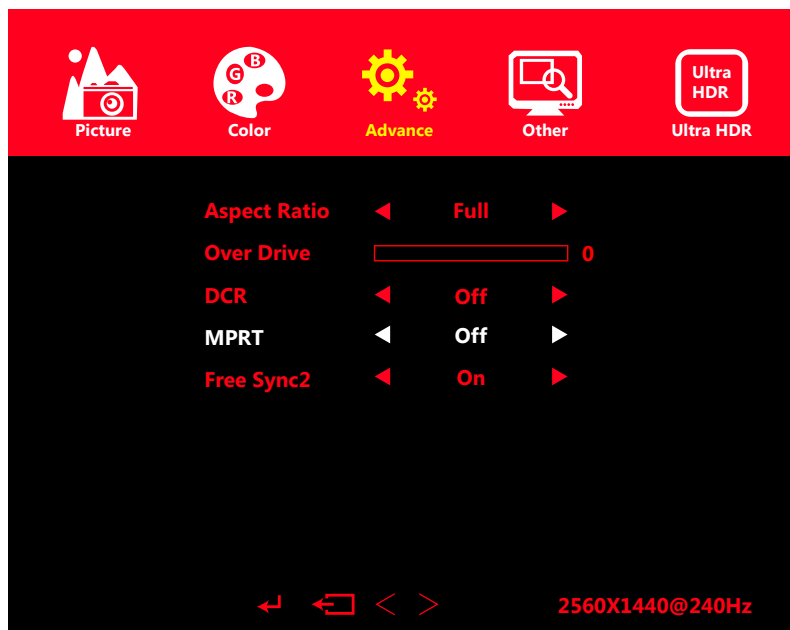 B
G
R
Ultra
HDR
Picture Color Advance Other Ultra HDR
Aspect Ratio Full
Over Drive 0
DCR Off
MPRT Off
Free Sync2 On
2560X1440@240Hz